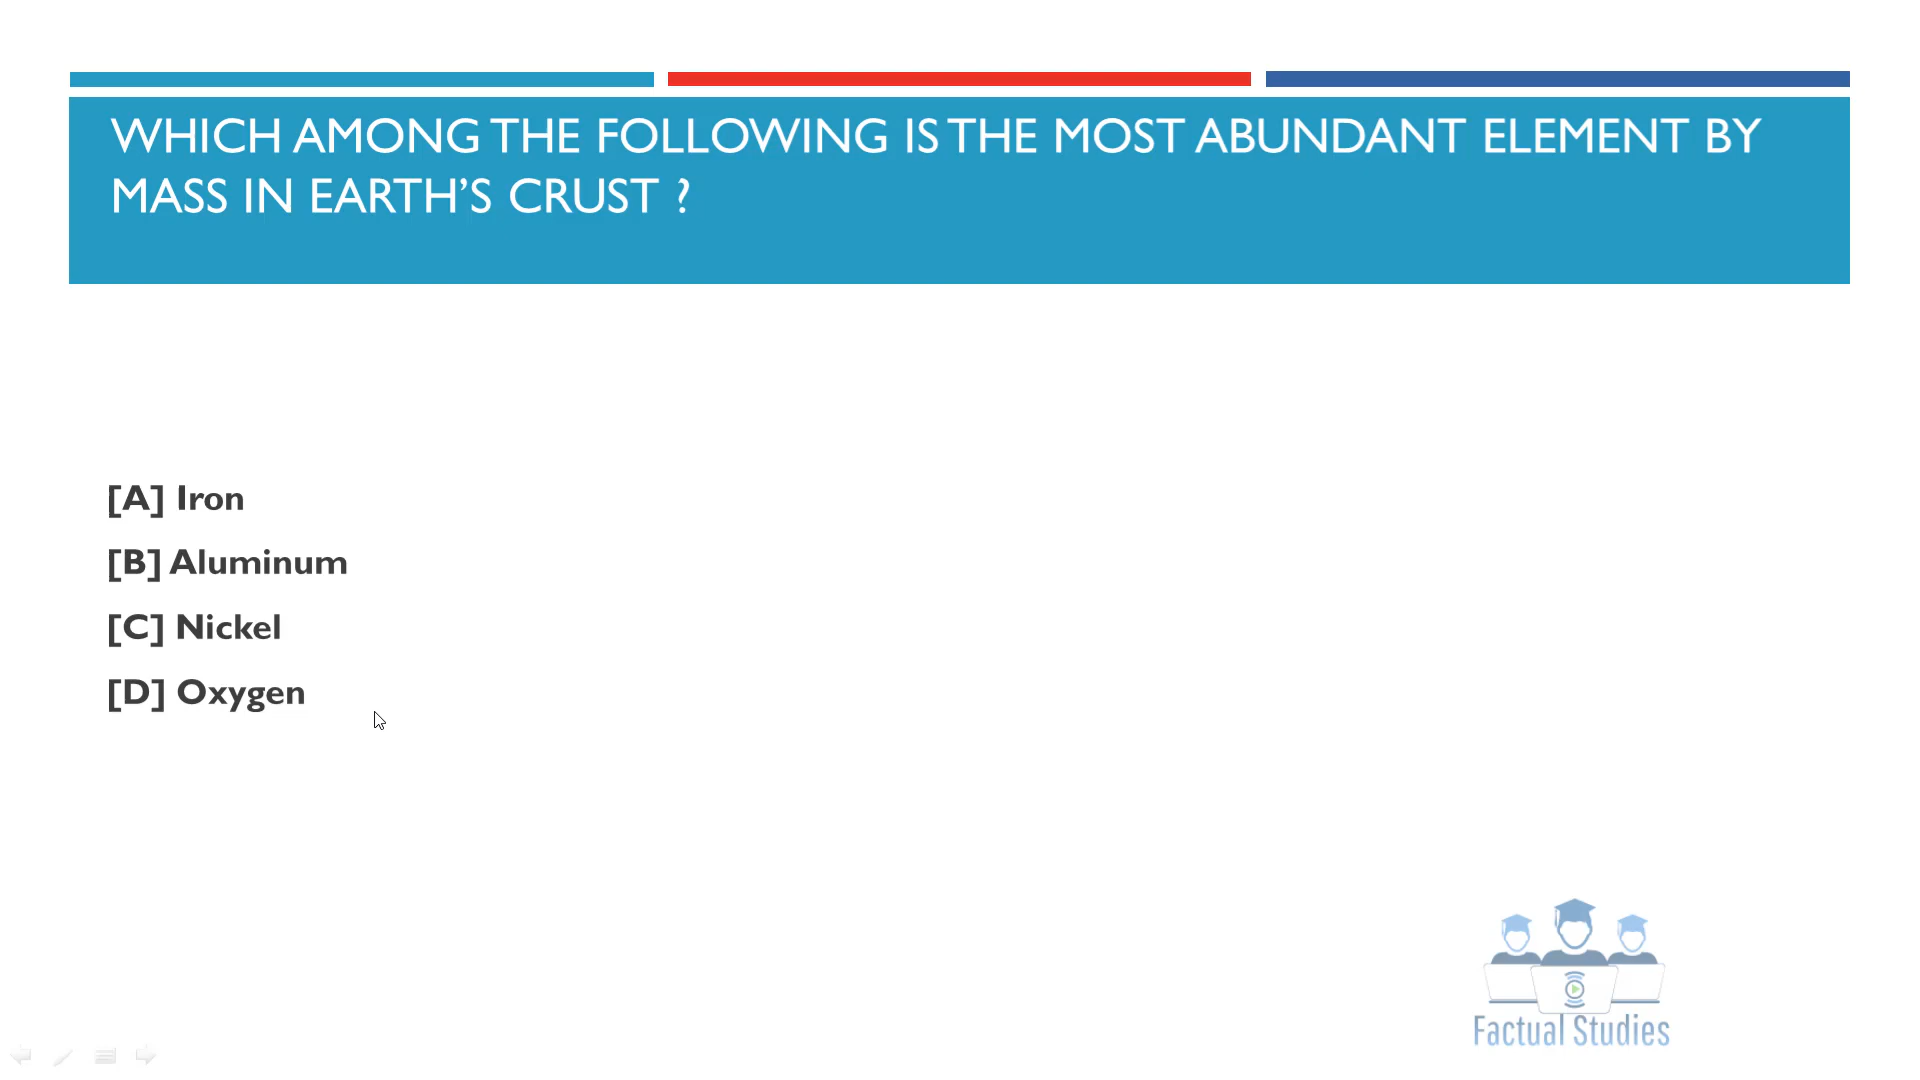 WHICH AMONG THE FOLLOWING IS THE MOST ABUNDANT ELEMENT BY
MASS IN EARTH’S CRUST ?
[A] Iron
[B] Aluminum
[C] Nickel
[D] Oxygen
Factual Studies